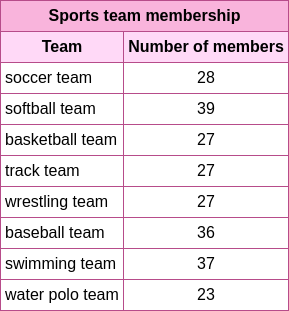 Sports team membership
Team Number of members
soccer team 28
softball team 39
basketball team 27
track team 27
wrestling team 27
baseball team 36
swimming team 37
water polo team 23